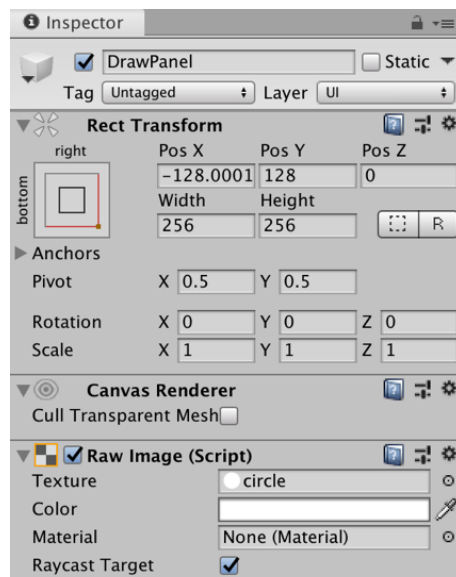 Inspector
DrawPanel Static
Tag Untagged Layer UI
Rect Transform
right Pos X Pos Y Pos Z
bottom -128.0001 128 0
Width Height
256 256 R
Anchors
Pivot X 0.5 Y 0.5
Rotation X 0 Y 0 Z 0
Scale X 1 Y 1 Z 1
Canvas Renderer
Cull Transparent Mesh
Raw Image (Script)
Texture circle
Color
Material None (Material)
Raycast Target